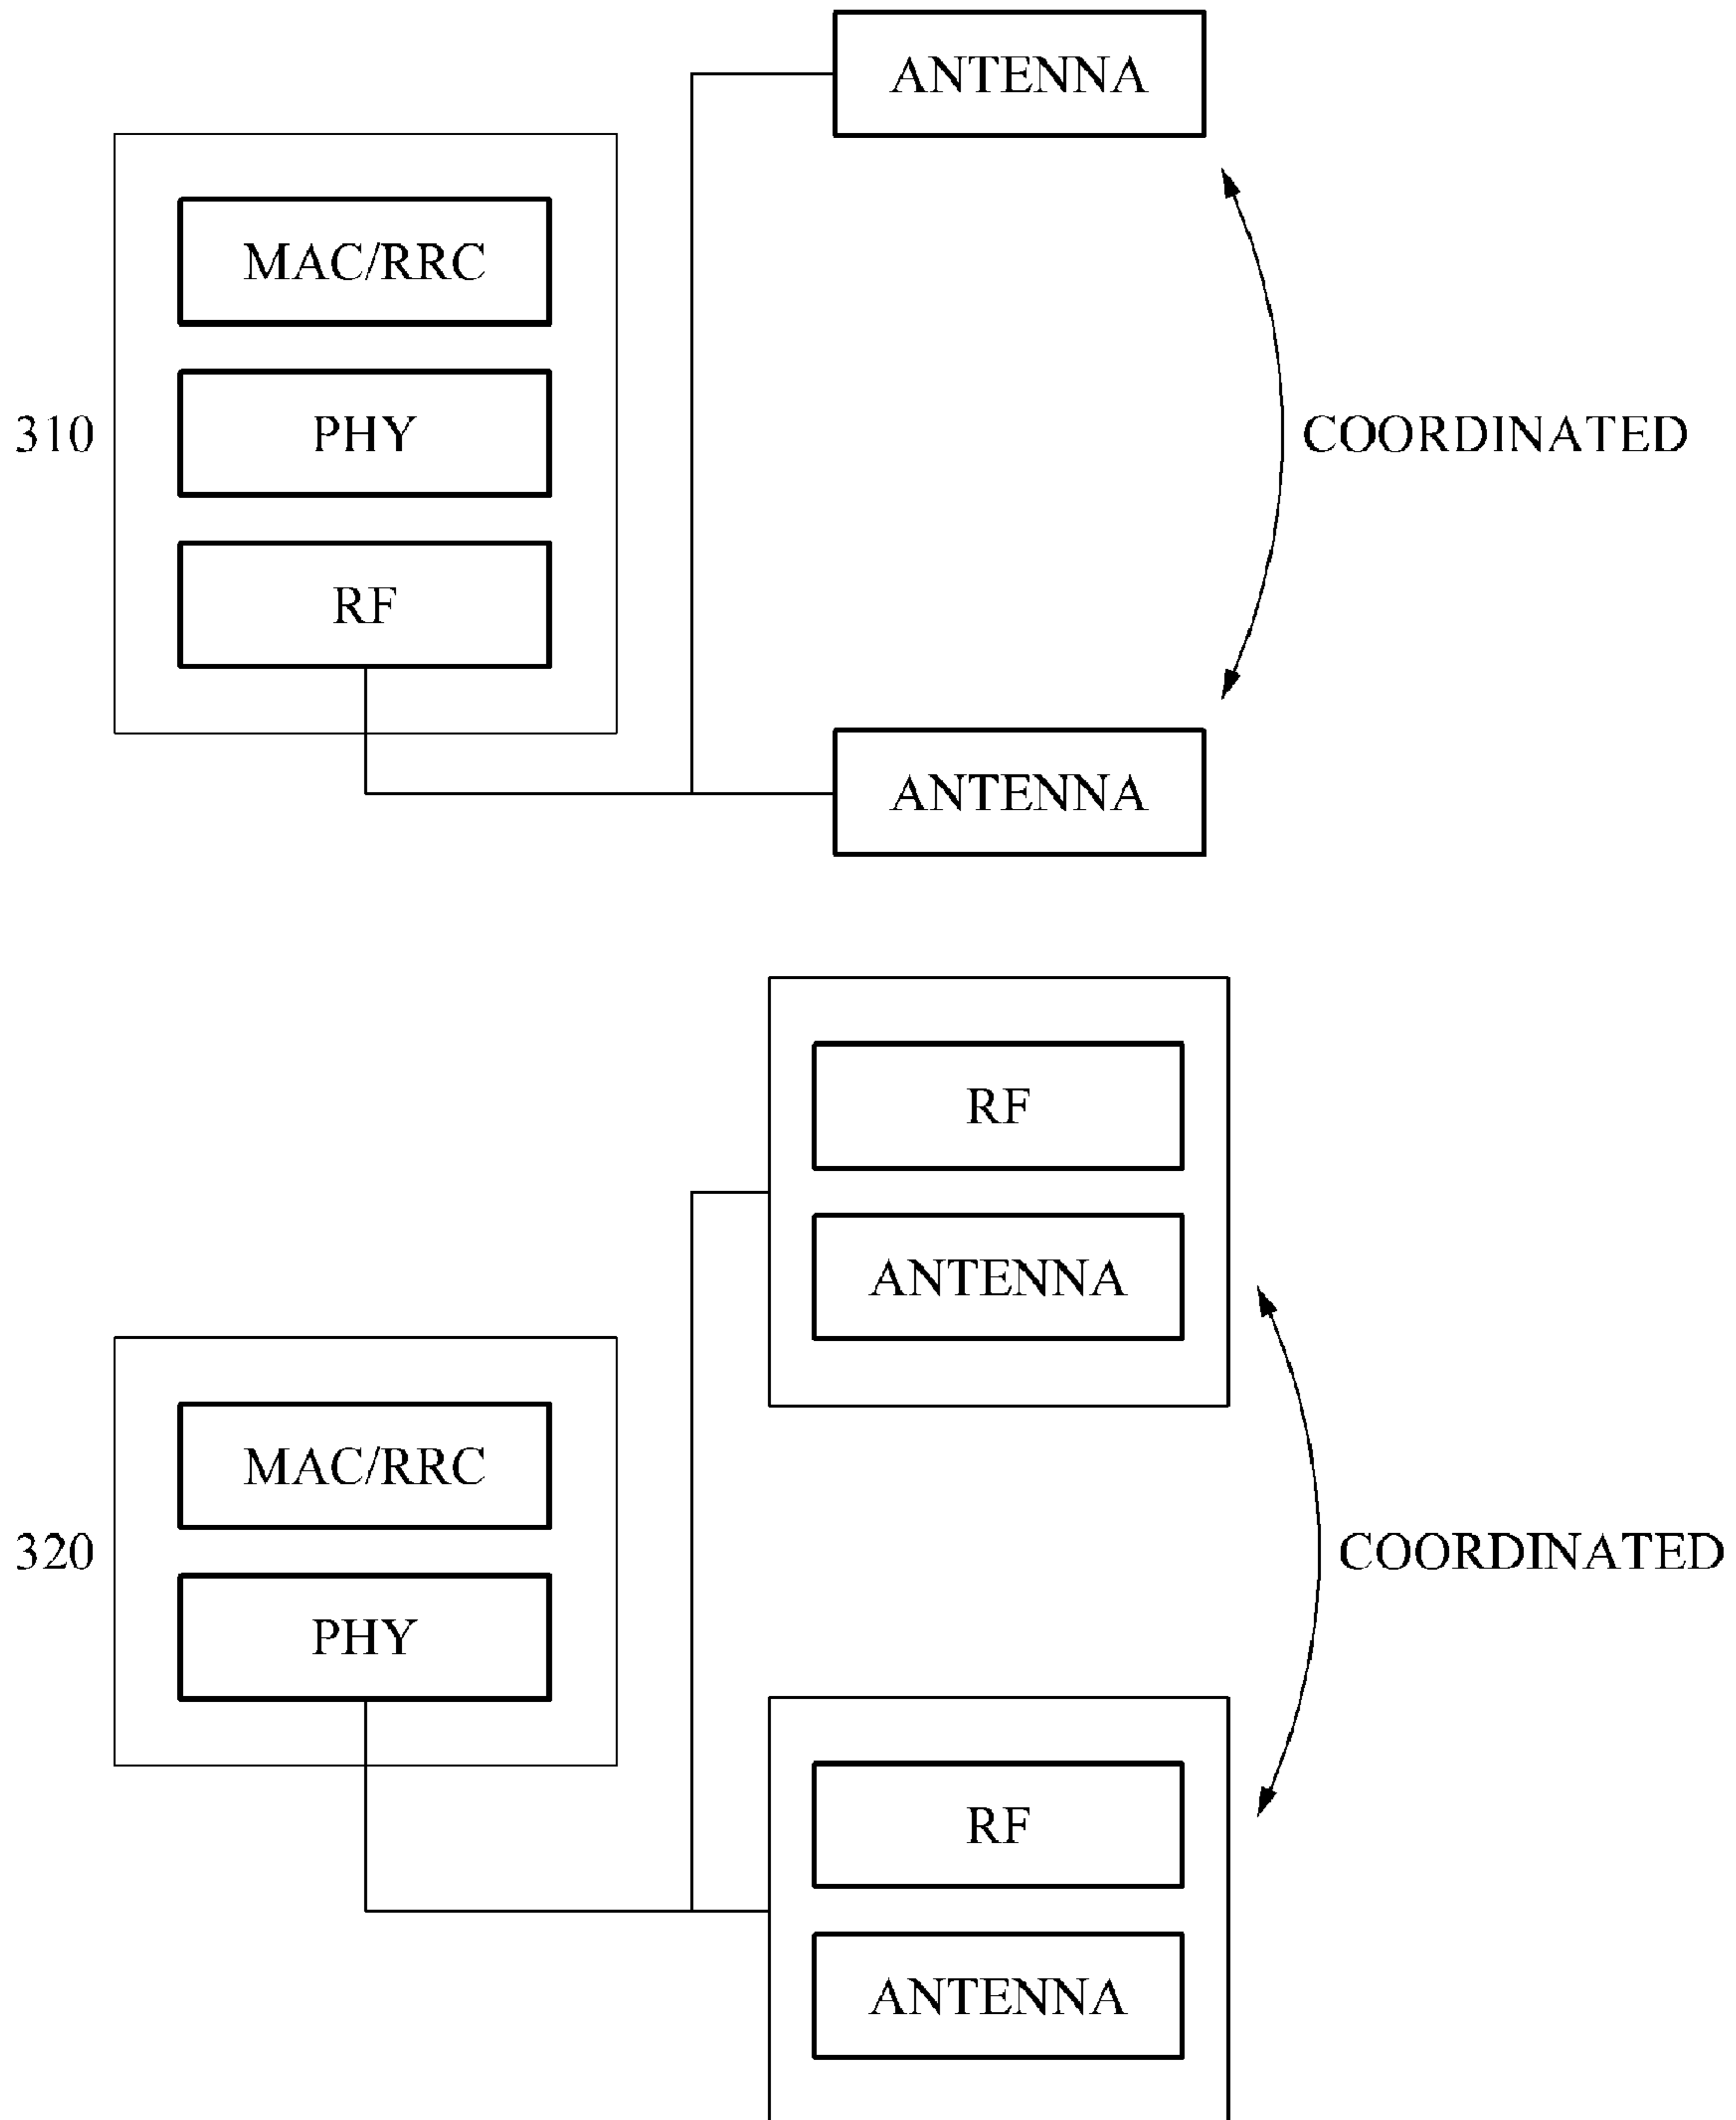 ANTENNA
MAC/RRC
310
PHY
COORDINATED
RF
ANTENNA
RF
ANTENNA
MAC/RRC
320
COORDINATED
PHY
RF
ANTENNA